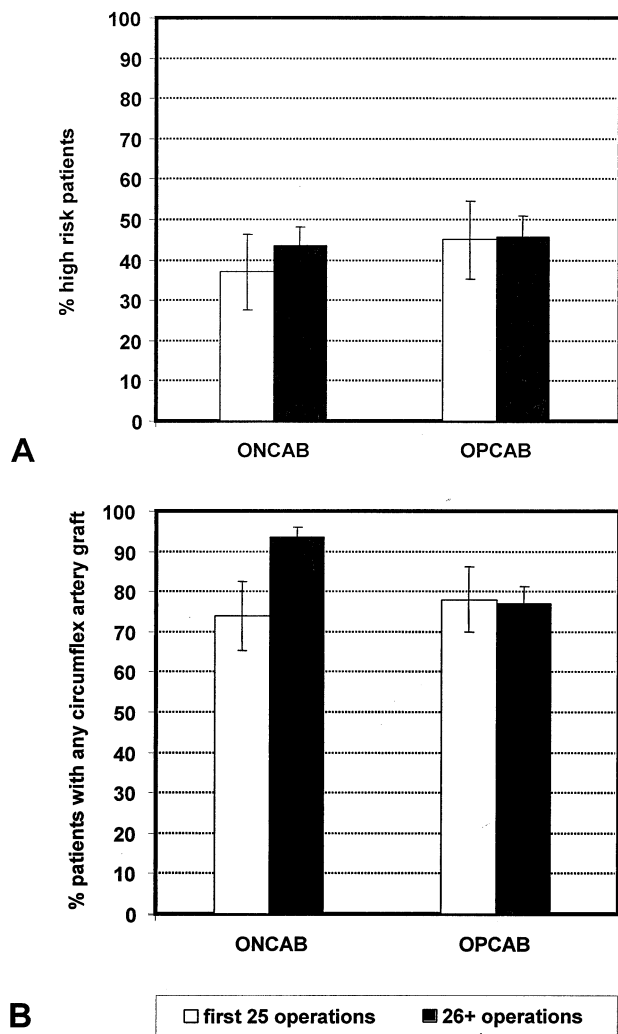 100
90
80
70
60
50
40
30
20
10
0
% high risk patients
ONCAB
OPCAB
A
100
90
80
70
60
50
40
30
20
10
0
% patients with any circumflex artery graft
ONCAB
OPCAB
B
first 25 operations
26+ operations